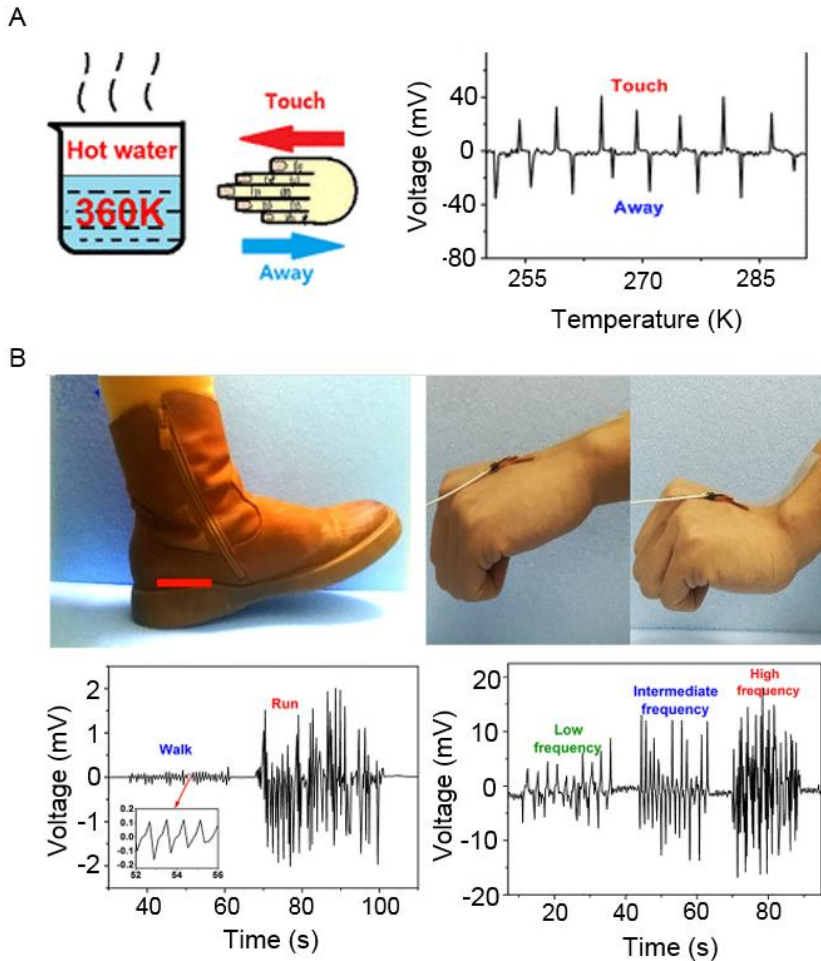 A
Hot water
360K
Touch
Away
Voltage (mV)
40
0
-40
-80
Touch
Away
255
270
285
Temperature (K)
B
Voltage (mV)
2
1
0
-1
-2
Walk
Run
0.2
0.1
0.0
-0.1
-0.2
52
54
56
40
60
80
100
Time (s)
Voltage (mV)
20
10
0
-10
-20
Low
frequency
Intermediate
frequency
High
frequency
20
40
60
80
Time (s)